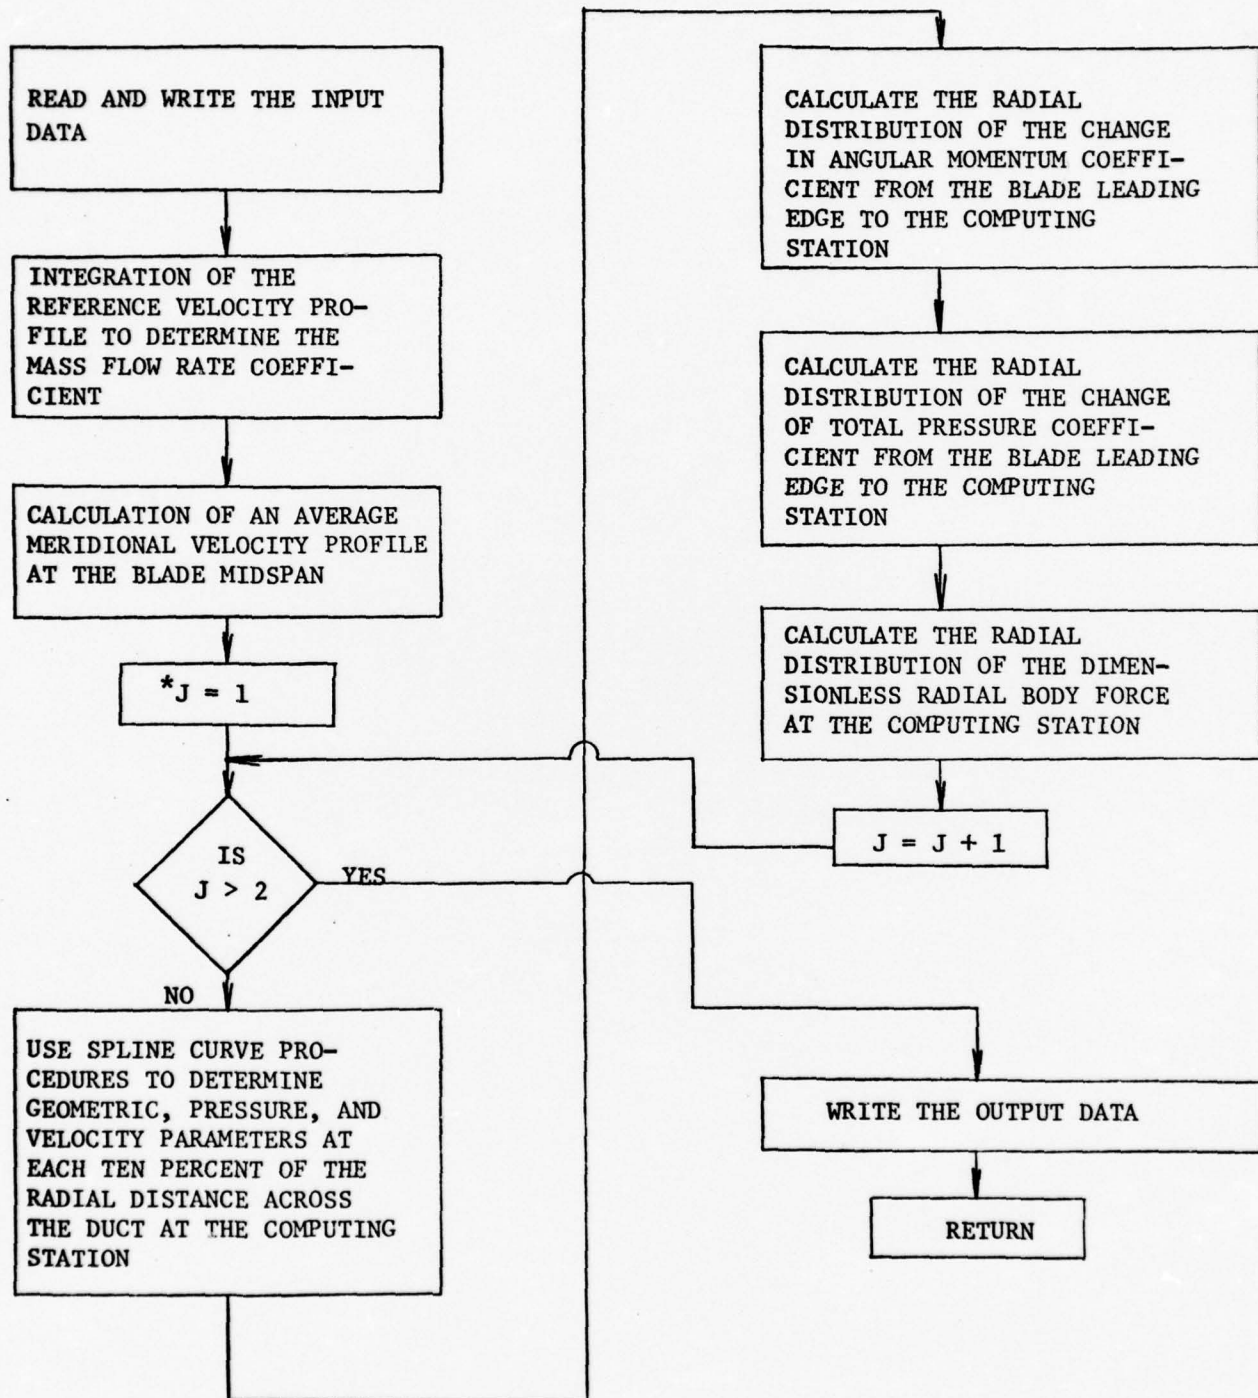 READ AND WRITE THE INPUT
DATA
INTEGRATION OF THE
REFERENCE VELOCITY PRO-
FILE TO DETERMINE THE
MASS FLOW RATE COEFFI-
CIENT
CALCULATION OF AN AVERAGE
MERIDIONAL VELOCITY PROFILE
AT THE BLADE MIDSPAN
*J = 1
IS
J > 2
YES
NO
USE SPLINE CURVE PRO-
CEDURES TO DETERMINE
GEOMETRIC, PRESSURE, AND
VELOCITY PARAMETERS AT
EACH TEN PERCENT OF THE
RADIAL DISTANCE ACROSS
THE DUCT AT THE COMPUTING
STATION
CALCULATE THE RADIAL
DISTRIBUTION OF THE CHANGE
IN ANGULAR MOMENTUM COEFFI-
CIENT FROM THE BLADE LEADING
EDGE TO THE COMPUTING
STATION
CALCULATE THE RADIAL
DISTRIBUTION OF THE CHANGE
OF TOTAL PRESSURE COEFFI-
CIENT FROM THE BLADE LEADING
EDGE TO THE COMPUTING
STATION
CALCULATE THE RADIAL
DISTRIBUTION OF THE DIMEN-
SIONLESS RADIAL BODY FORCE
AT THE COMPUTING STATION
J = J + 1
WRITE THE OUTPUT DATA
RETURN